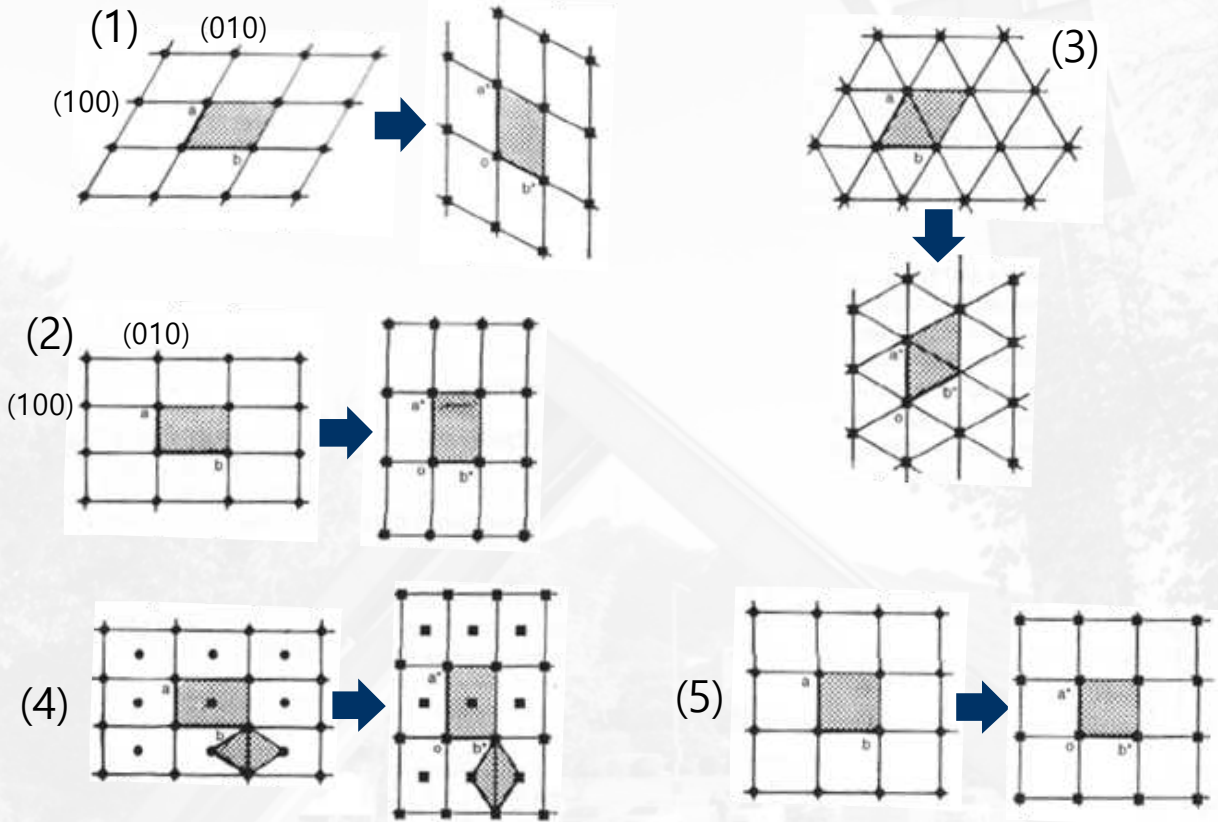 (1)
(010)
(100)
a
b
a*
o
b*
(3)
a
b
a*
b*
o
(2)
(010)
(100)
a
b
a*
o
b*
(4)
a
b
a*
o
b*
(5)
a
b
a*
o
b*